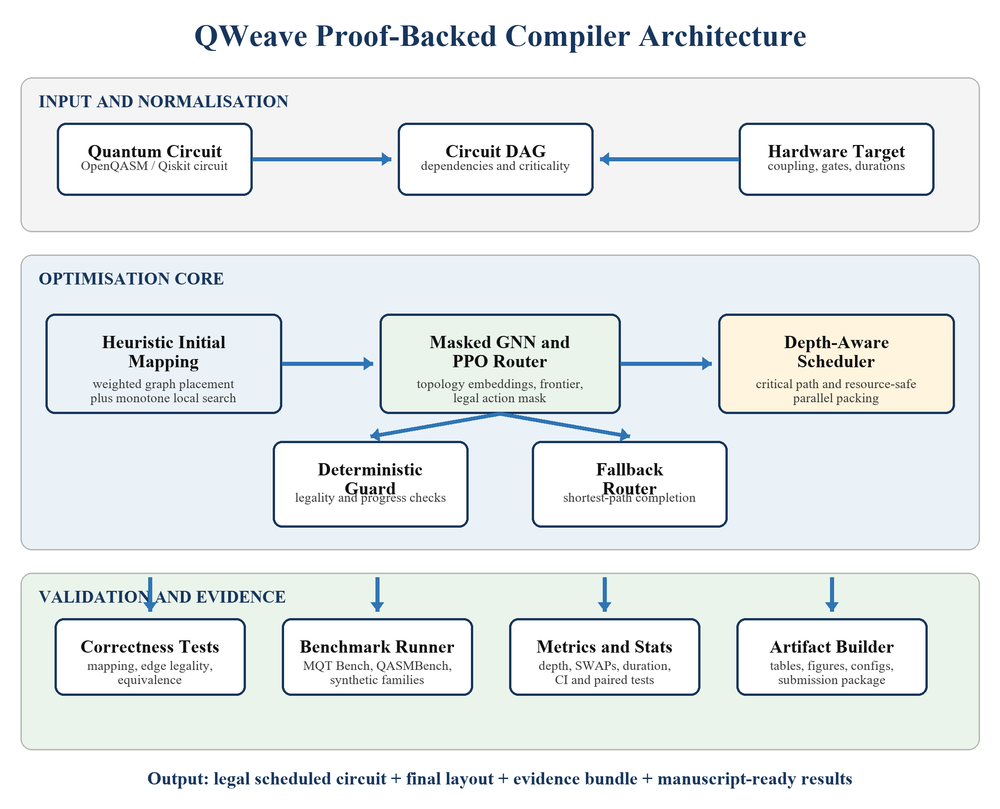 QWeave Proof-Backed Compiler Architecture
INPUT AND NORMALISATION
Quantum Circuit
OpenQASM / Qiskit circuit
Circuit DAG
dependencies and criticality
Hardware Target
coupling, gates, durations
OPTIMISATION CORE
Heuristic Initial
Mapping
weighted graph placement
plus monotone local search
Masked GNN and
PPO Router
topology embeddings, frontier,
legal action mask
Depth-Aware
Scheduler
critical path and resource-safe
parallel packing
Deterministic
Guard
legality and progress checks
Fallback
Router
shortest-path completion
VALIDATION AND EVIDENCE
Correctness Tests
mapping, edge legality,
equivalence
Benchmark Runner
MQT Bench, QASMBench,
synthetic families
Metrics and Stats
depth, SWAPs, duration,
CI and paired tests
Artifact Builder
tables, figures, configs,
submission package
Output: legal scheduled circuit + final layout + evidence bundle + manuscript-ready results